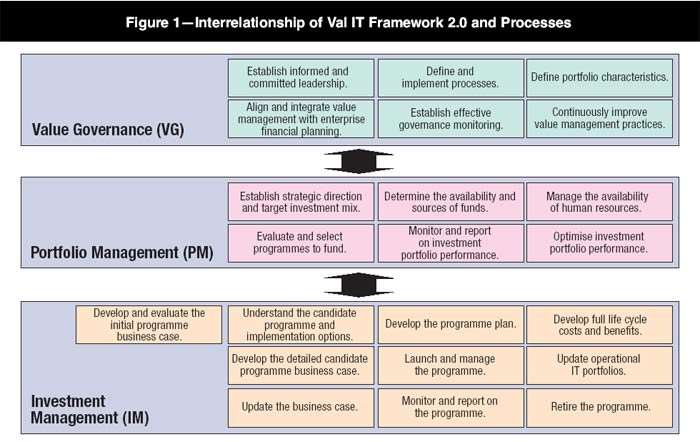 Figure 1—Interrelationship of Val IT Framework 2.0 and Processes
Value Governance (VG)
Establish informed and
committed leadership.
Define and
implement processes.
Define portfolio characteristics.
Align and integrate value
management with enterprise
financial planning.
Establish effective
governance monitoring.
Continuously improve
value management practices.
Portfolio Management (PM)
Establish strategic direction
and target investment mix.
Determine the availability and
sources of funds.
Manage the availability
of human resources.
Evaluate and select
programmes to fund.
Monitor and report
on investment
portfolio performance.
Optimise investment
portfolio performance.
Investment
Management (IM)
Develop and evaluate the
initial programme
business case.
Understand the candidate
programme and
implementation options.
Develop the programme plan.
Develop full life cycle
costs and benefits.
Develop the detailed candidate
programme business case.
Launch and manage
the programme.
Update operational
IT portfolios.
Update the business case.
Monitor and report on
the programme.
Retire the programme.